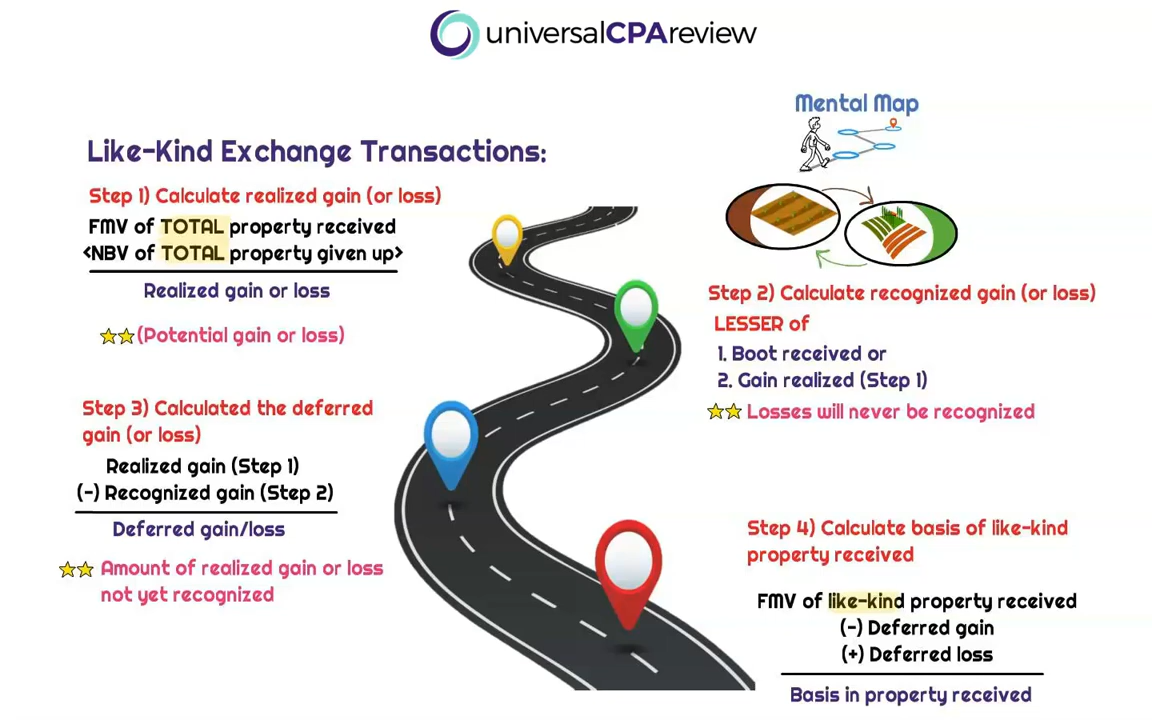 universalCPAreview
Mental Map
Like-Kind Exchange Transactions:
Step 1) Calculate realized gain (or loss)
FMV of TOTAL property received
<NBV of TOTAL property given up>
Realized gain or loss
(Potential gain or loss)
Step 2) Calculate recognized gain (or loss)
LESSER of
1. Boot received or
2. Gain realized (Step 1)
Losses will never be recognized
Step 3) Calculated the deferred
gain (or loss)
Realized gain (Step 1)
(-) Recognized gain (Step 2)
Deferred gain/loss
Amount of realized gain or loss
not yet recognized
Step 4) Calculate basis of like-kind
property received
FMV of like-kind property received
(-) Deferred gain
(+) Deferred loss
Basis in property received